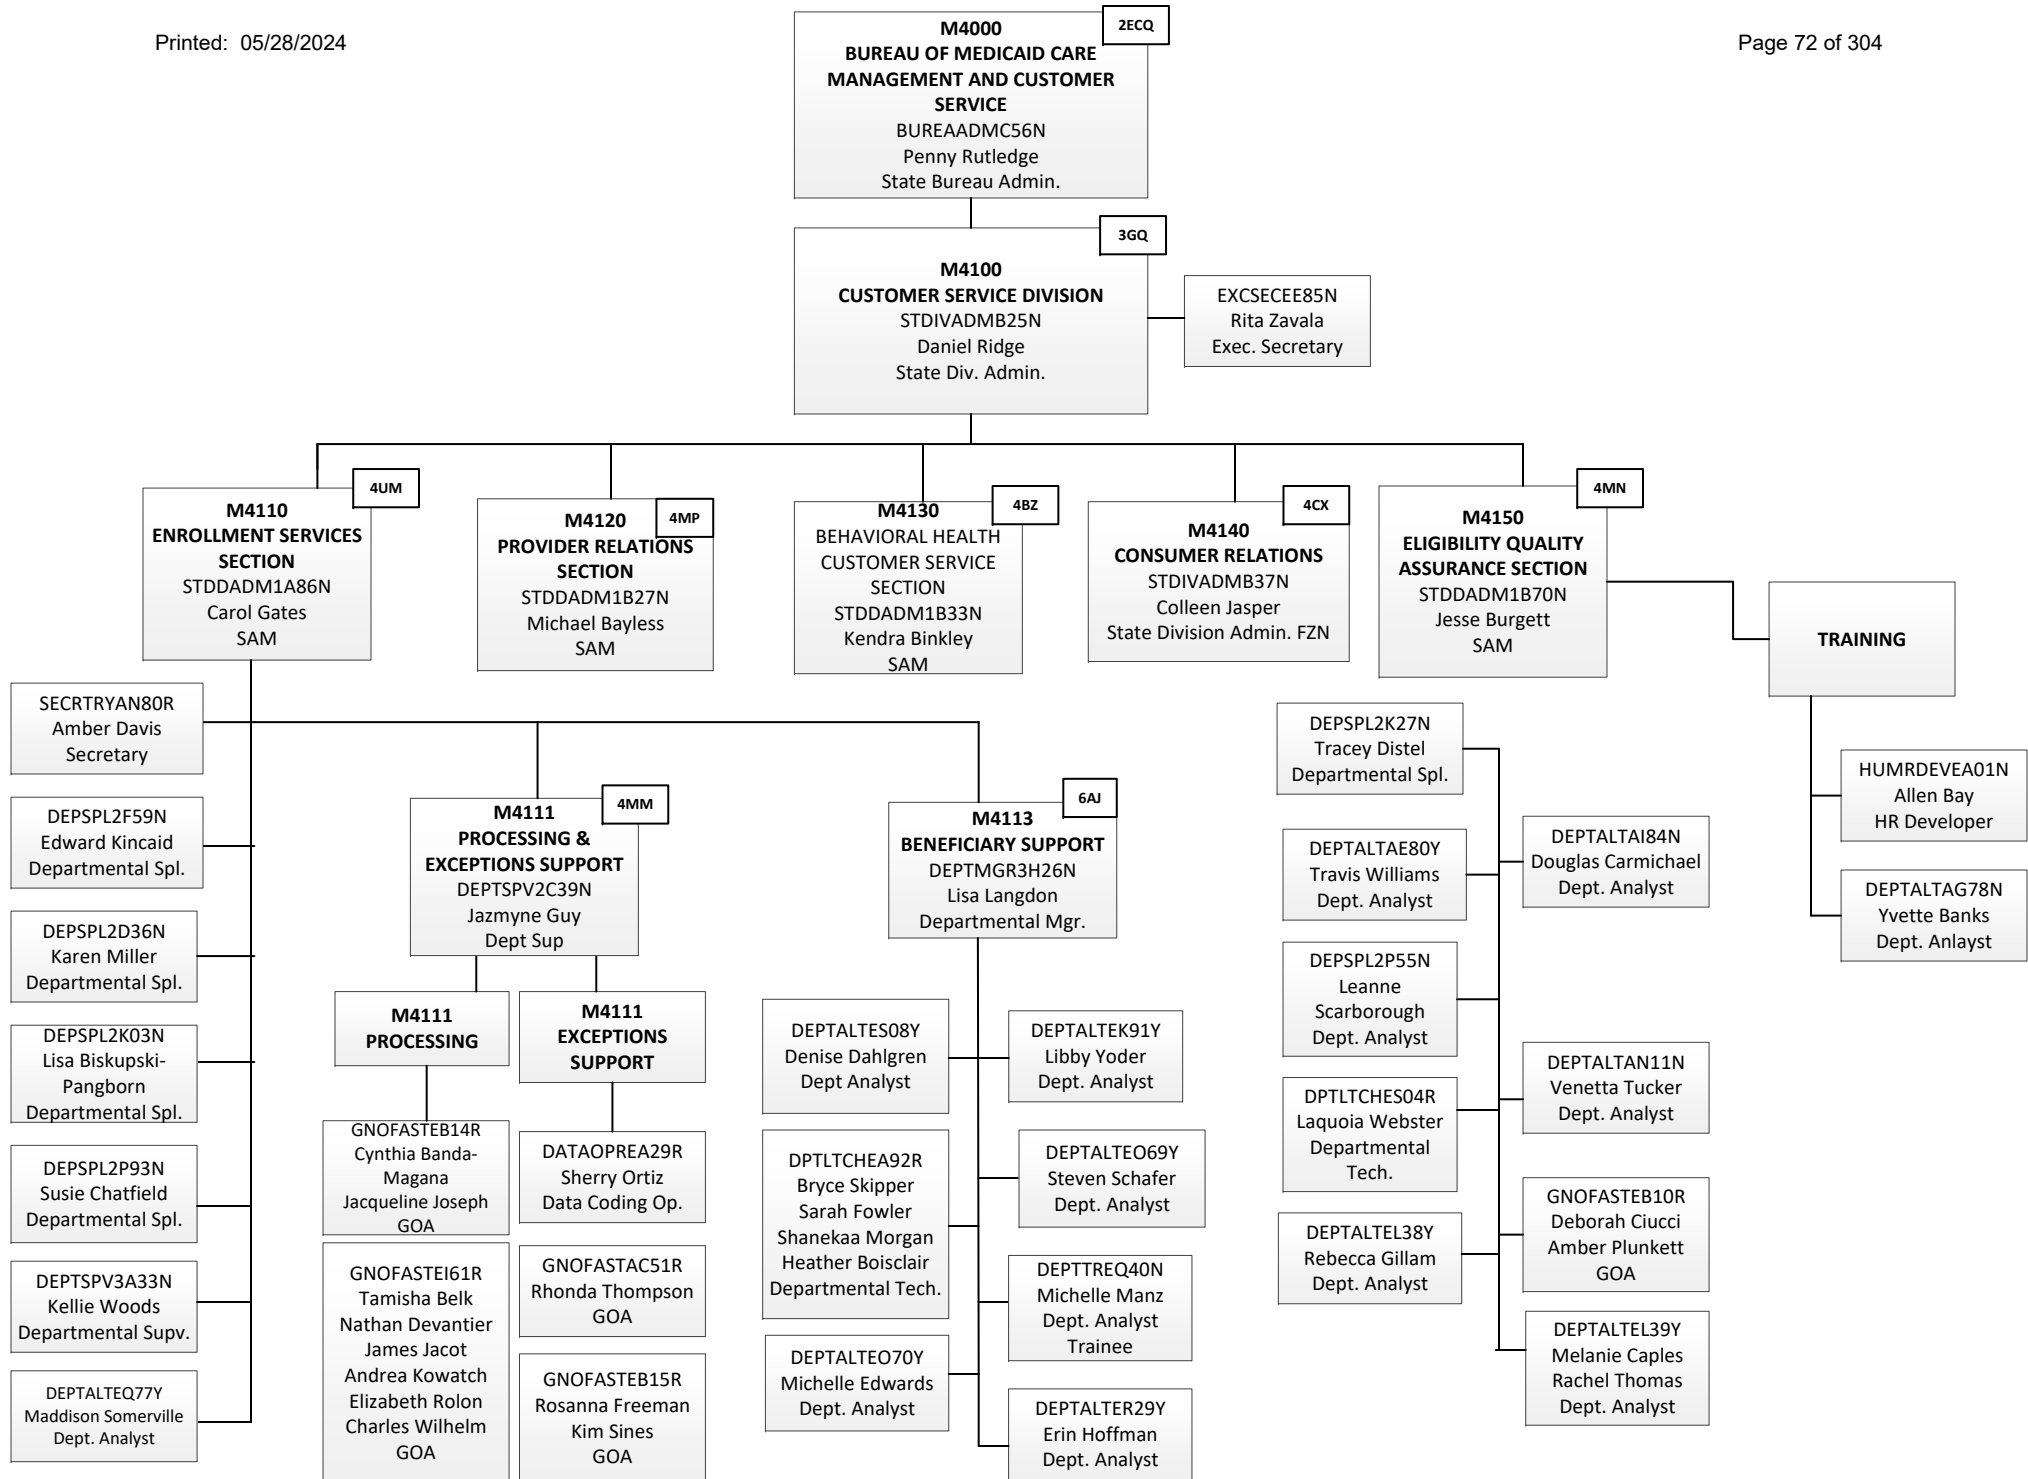 Printed: 05/28/2024
Page 72 of 304
2ECQ
M4000
BUREAU OF MEDICAID CARE
MANAGEMENT AND CUSTOMER
SERVICE
BUREAADMC56N
Penny Rutledge
State Bureau Admin.
3GQ
M4100
CUSTOMER SERVICE DIVISION
STDIVADMB25N
Daniel Ridge
State Div. Admin.
EXCSECEE85N
Rita Zavala
Exec. Secretary
4UM
M4110
ENROLLMENT SERVICES
SECTION
STDDADM1A86N
Carol Gates
SAM
4MP
M4120
PROVIDER RELATIONS
SECTION
STDDADM1B27N
Michael Bayless
SAM
4BZ
M4130
BEHAVIORAL HEALTH
CUSTOMER SERVICE
SECTION
STDDADM1B33N
Kendra Binkley
SAM
4CX
M4140
CONSUMER RELATIONS
STDIVADMB37N
Colleen Jasper
State Division Admin. FZN
4MN
M4150
ELIGIBILITY QUALITY
ASSURANCE SECTION
STDDADM1B70N
Jesse Burgett
SAM
TRAINING
SECRTRYAN80R
Amber Davis
Secretary
DEPSPL2F59N
Edward Kincaid
Departmental Spl.
DEPSPL2D36N
Karen Miller
Departmental Spl.
DEPSPL2K03N
Lisa Biskupski-
Pangborn
Departmental Spl.
DEPSPL2P93N
Susie Chatfield
Departmental Spl.
DEPTSPV3A33N
Kellie Woods
Departmental Supv.
DEPTALTEQ77Y
Maddison Somerville
Dept. Analyst
4MM
M4111
PROCESSING &
EXCEPTIONS SUPPORT
DEPTSPV2C39N
Jazmyne Guy
Dept Sup
M4111
PROCESSING
M4111
EXCEPTIONS
SUPPORT
GNOFASTEB14R
Cynthia Banda-
Magana
Jacqueline Joseph
GOA
GNOFASTEI61R
Tamisha Belk
Nathan Devantier
James Jacot
Andrea Kowatch
Elizabeth Rolon
Charles Wilhelm
GOA
DATAOPREA29R
Sherry Ortiz
Data Coding Op.
GNOFASTAC51R
Rhonda Thompson
GOA
GNOFASTEB15R
Rosanna Freeman
Kim Sines
GOA
6AJ
M4113
BENEFICIARY SUPPORT
DEPTMGR3H26N
Lisa Langdon
Departmental Mgr.
DEPTALTES08Y
Denise Dahlgren
Dept Analyst
DPTLTCHEA92R
Bryce Skipper
Sarah Fowler
Shanekaa Morgan
Heather Boisclair
Departmental Tech.
DEPTALTEO70Y
Michelle Edwards
Dept. Analyst
DEPTALTEK91Y
Libby Yoder
Dept. Analyst
DEPTALTEO69Y
Steven Schafer
Dept. Analyst
DEPTTREQ40N
Michelle Manz
Dept. Analyst
Trainee
DEPTALTER29Y
Erin Hoffman
Dept. Analyst
DEPSPL2K27N
Tracey Distel
Departmental Spl.
DEPTALTAE80Y
Travis Williams
Dept. Analyst
DEPSPL2P55N
Leanne
Scarborough
Dept. Analyst
DPTLTCHES04R
Laquoia Webster
Departmental
Tech.
DEPTALTEL38Y
Rebecca Gillam
Dept. Analyst
DEPTALTAI84N
Douglas Carmichael
Dept. Analyst
DEPTALTAN11N
Venetta Tucker
Dept. Analyst
GNOFASTEB10R
Deborah Ciucci
Amber Plunkett
GOA
DEPTALTEL39Y
Melanie Caples
Rachel Thomas
Dept. Analyst
HUMRDEVEA01N
Allen Bay
HR Developer
DEPTALTAG78N
Yvette Banks
Dept. Anlayst